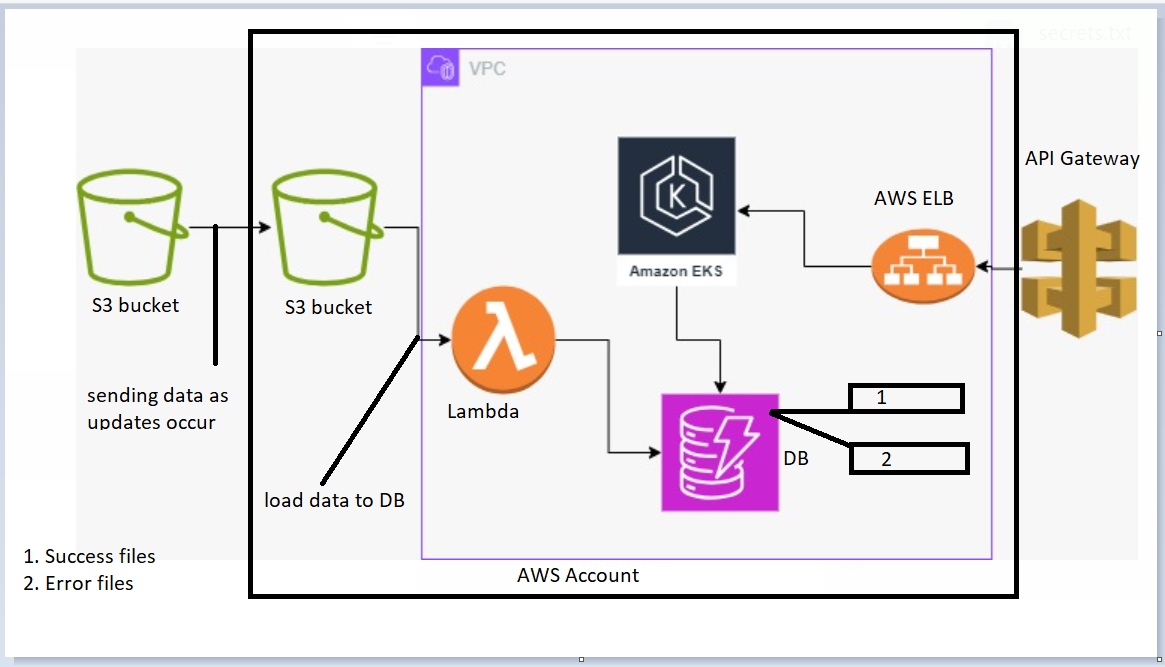 secrets.txt
VPC
API Gateway
AWS ELB
K
Amazon EKS
S3 bucket
S3 bucket
sending data as
updates occur
Lambda
1
DB
2
load data to DB
1. Success files
2. Error files
AWS Account